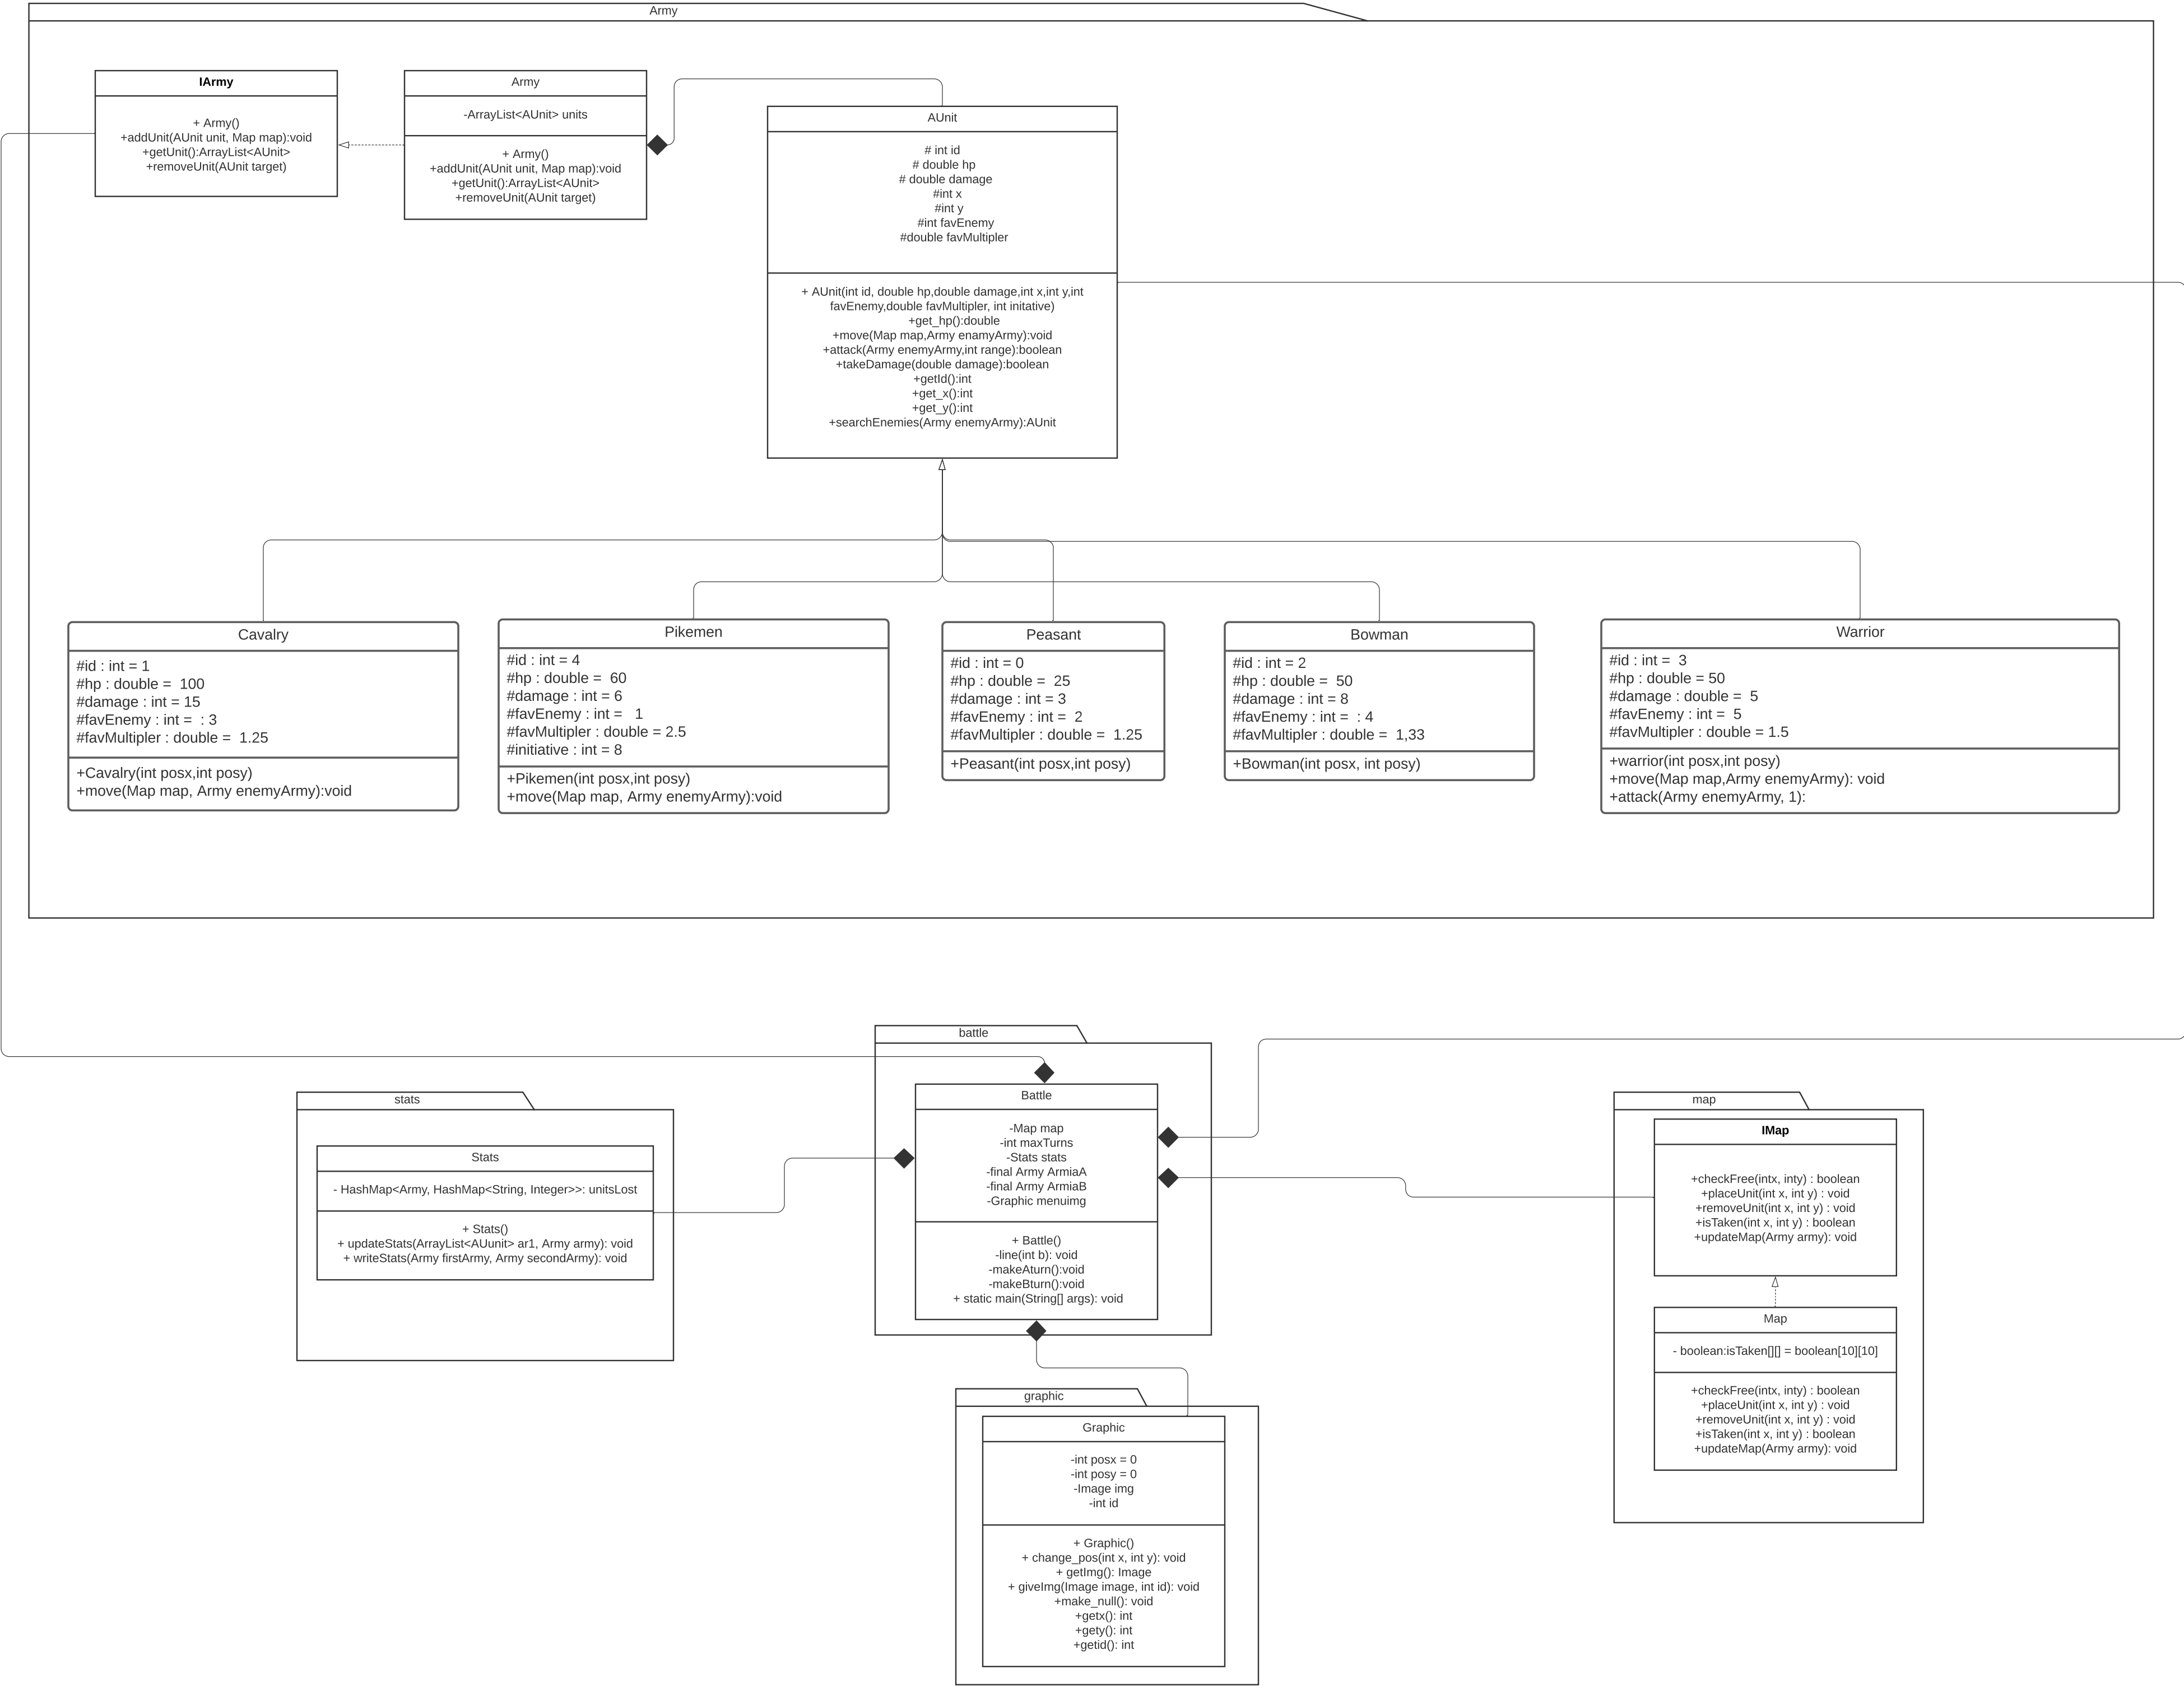 Army
IArmy
+ Army()
+addUnit(AUnit unit, Map map):void
+getUnit():ArrayList<AUnit>
+removeUnit(AUnit target)
Army
-ArrayList<AUnit> units
+ Army()
+addUnit(AUnit unit, Map map):void
+getUnit():ArrayList<AUnit>
+removeUnit(AUnit target)
AUnit
# int id
# double hp
# double damage
#int x
#int y
#int favEnemy
#double favMultipler
+ AUnit(int id, double hp,double damage,int x,int y,int
favEnemy,double favMultipler, int initative)
+get_hp():double
+move(Map map,Army enamyArmy):void
+attack(Army enemyArmy,int range):boolean
+takeDamage(double damage):boolean
+getId():int
+get_x():int
+get_y():int
+searchEnemies(Army enemyArmy):AUnit
Cavalry
#id : int = 1
#hp : double =  100
#damage : int = 15
#favEnemy : int =  : 3
#favMultipler : double =  1.25
+Cavalry(int posx,int posy)
+move(Map map, Army enemyArmy):void
Pikemen
#id : int = 4
#hp : double =  60
#damage : int = 6
#favEnemy : int =   1
#favMultipler : double = 2.5
#initiative : int = 8
+Pikemen(int posx,int posy)
+move(Map map, Army enemyArmy):void
Peasant
#id : int = 0
#hp : double =  25
#damage : int = 3
#favEnemy : int =  2
#favMultipler : double =  1.25
+Peasant(int posx,int posy)
Bowman
#id : int = 2
#hp : double =  50
#damage : int = 8
#favEnemy : int =  : 4
#favMultipler : double =  1,33
+Bowman(int posx, int posy)
Warrior
#id : int =  3
#hp : double = 50
#damage : double =  5
#favEnemy : int =  5
#favMultipler : double = 1.5
+warrior(int posx,int posy)
+move(Map map,Army enemyArmy): void
+attack(Army enemyArmy, 1):
stats
Stats
- HashMap<Army, HashMap<String, Integer>>: unitsLost
+ Stats()
+ updateStats(ArrayList<AUunit> ar1, Army army): void
+ writeStats(Army firstArmy, Army secondArmy): void
battle
Battle
-Map map
-int maxTurns
-Stats stats
-final Army ArmiaA
-final Army ArmiaB
-Graphic menuimg
+ Battle()
-line(int b): void
-makeAturn():void
-makeBturn():void
+ static main(String[] args): void
map
IMap
+checkFree(intx, inty) : boolean
+placeUnit(int x, int y) : void
+removeUnit(int x, int y) : void
+isTaken(int x, int y) : boolean
+updateMap(Army army): void
Map
- boolean:isTaken[][] = boolean[10][10]
+checkFree(intx, inty) : boolean
+placeUnit(int x, int y) : void
+removeUnit(int x, int y) : void
+isTaken(int x, int y) : boolean
+updateMap(Army army): void
graphic
Graphic
-int posx = 0
-int posy = 0
-Image img
-int id
+ Graphic()
+ change_pos(int x, int y): void
+ getImg(): Image
+ giveImg(Image image, int id): void
+make_null(): void
+getx(): int
+gety(): int
+getid(): int